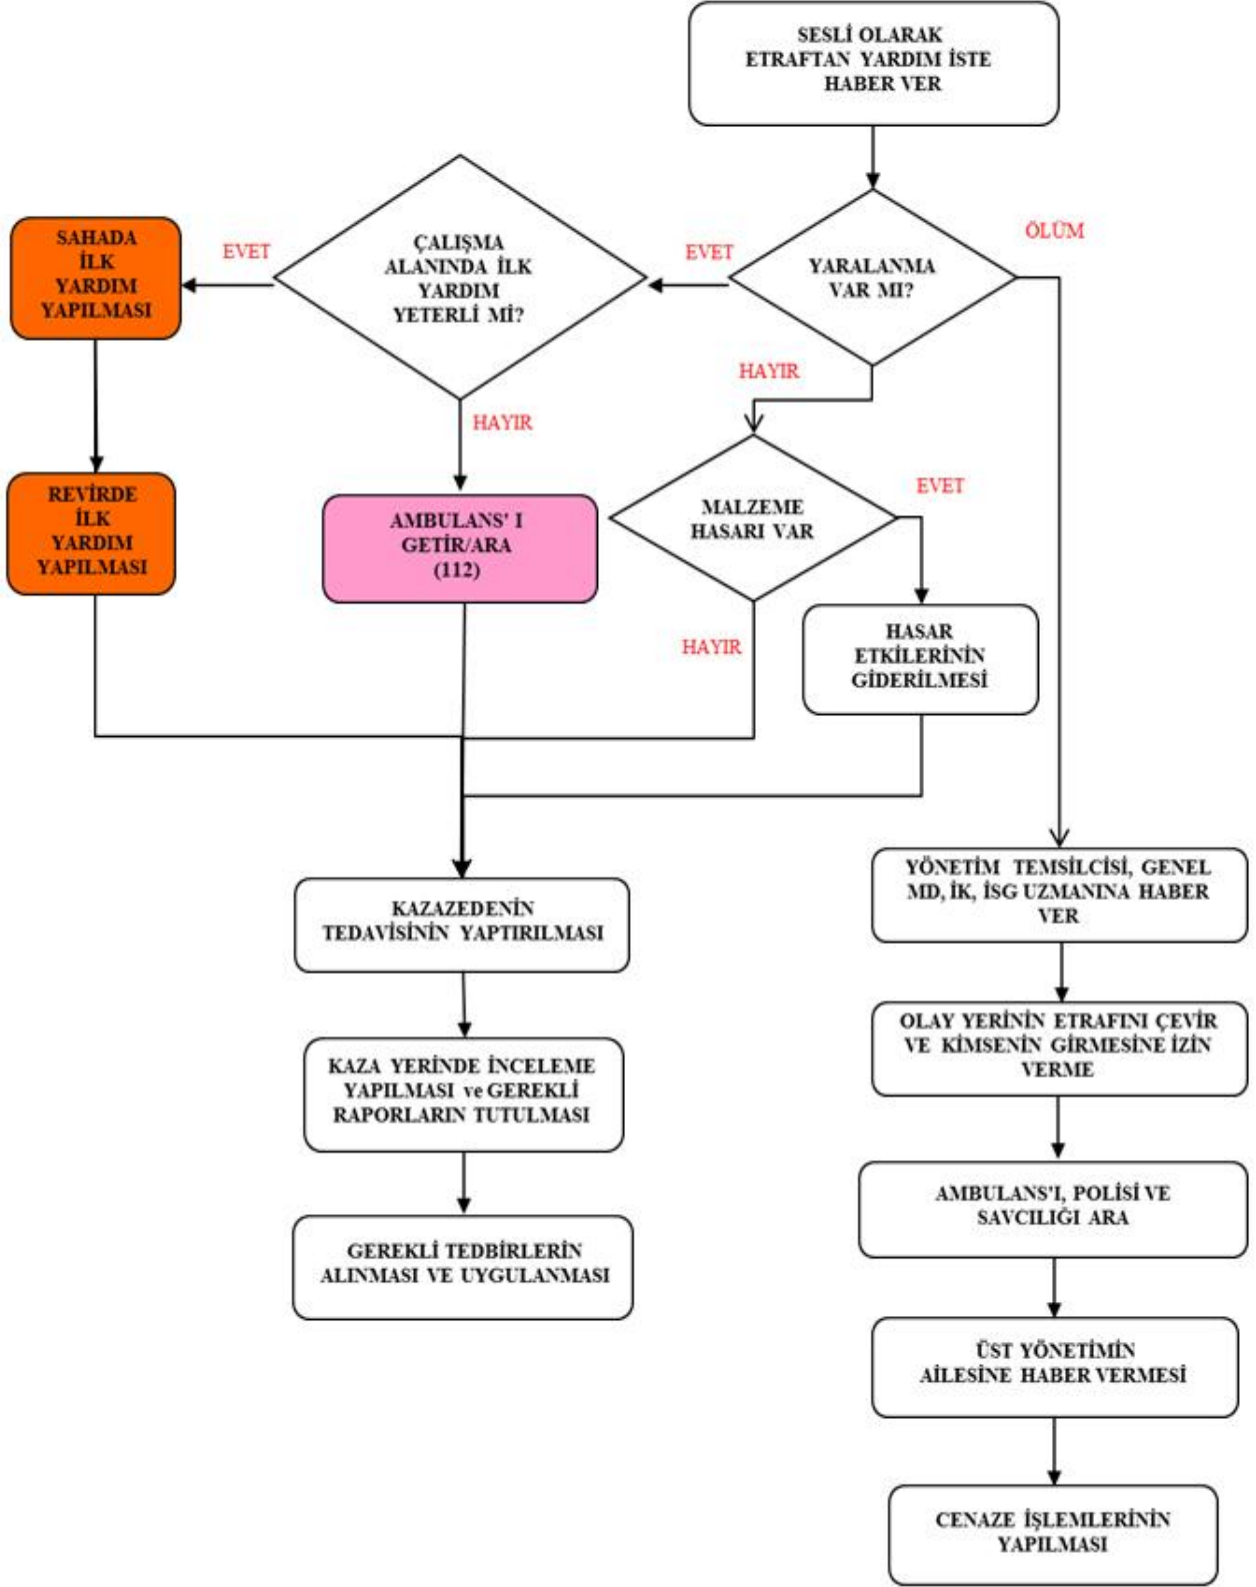 SESLİ OLARAK
ETRAFTAN YARDIM İSTE
HABER VER
ÖLÜM
YARALANMA
VAR MI?
EVET
ÇALIŞMA
ALANINDA İLK
YARDIM
YETERLİ Mİ?
EVET
SAHADA
İLK
YARDIM
YAPILMASI
HAYIR
HAYIR
REVİRDE
İLK
YARDIM
YAPILMASI
AMBULANS' I
GETİR/ARA
(112)
MALZEME
HASARI VAR
EVET
HAYIR
HASAR
ETKİLERİNİN
GİDERİLMESİ
KAZAZEDENİN
TEDAVİSİNİN YAPTIRILMASI
KAZA YERİNDE İNCELEME
YAPILMASI ve GEREKLİ
RAPORLARIN TUTULMASI
GEREKLİ TEDBİRLERİN
ALINMASI VE UYGULANMASI
YÖNETİM TEMSİLCİSİ, GENEL
MD, İK, İSG UZMANINA HABER
VER
OLAY YERİNİN ETRAFINI ÇEVİR
VE KİMSENİN GİRMESİNE İZİN
VERME
AMBULANS'I, POLİSİ VE
SAVCILIĞI ARA
ÜST YÖNETİMİN
AİLESİNE HABER VERMESİ
CENAZE İŞLEMLERİNİN
YAPILMASI